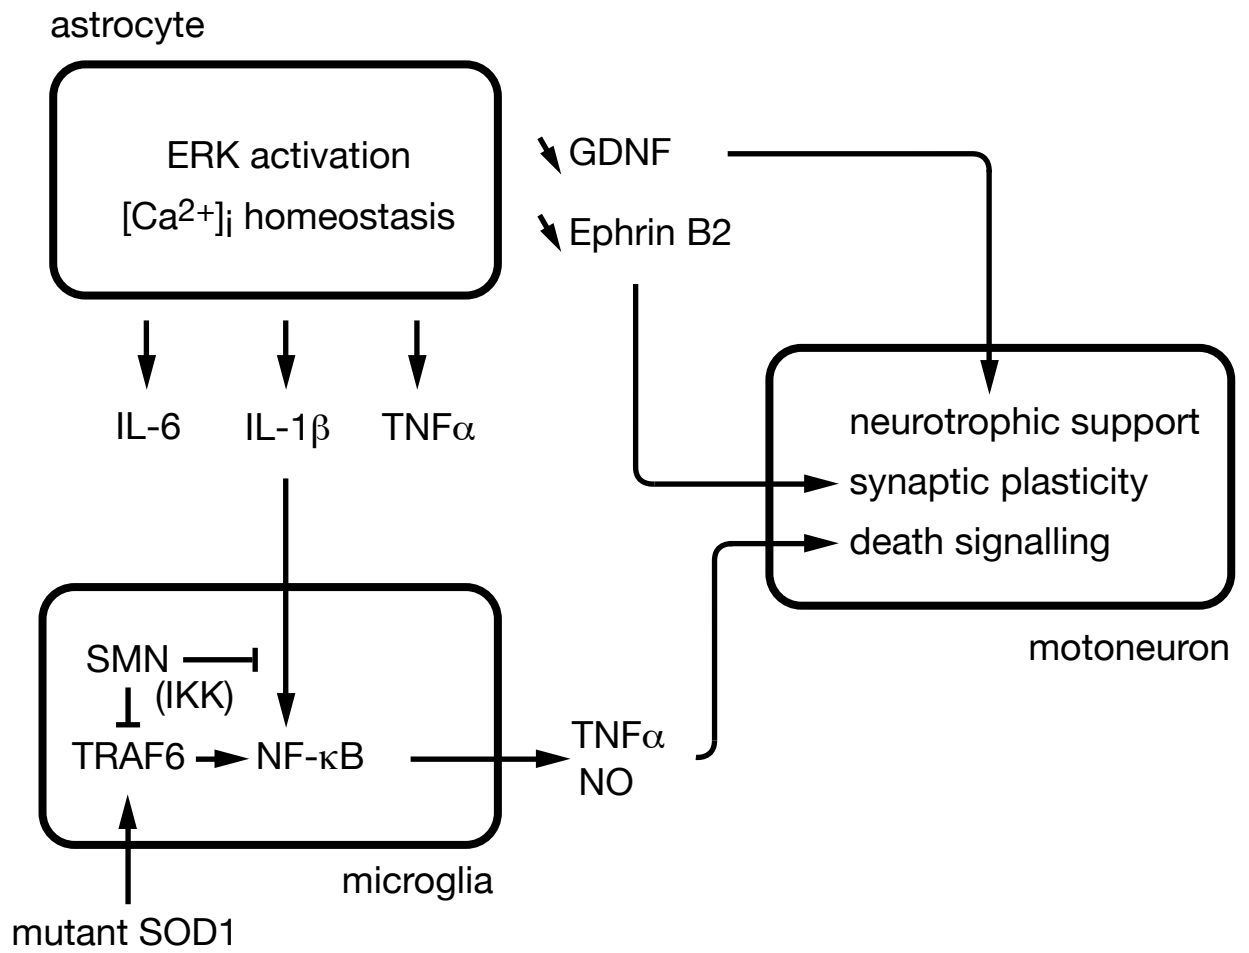 astrocyte
ERK activation
[Ca2+]i homeostasis
GDNF
Ephrin B2
IL-6
IL-1β
TNFα
neurotrophic support
synaptic plasticity
death signalling
motoneuron
SMN
(IKK)
TRAF6
NF-κB
TNFα
NO
microglia
mutant SOD1